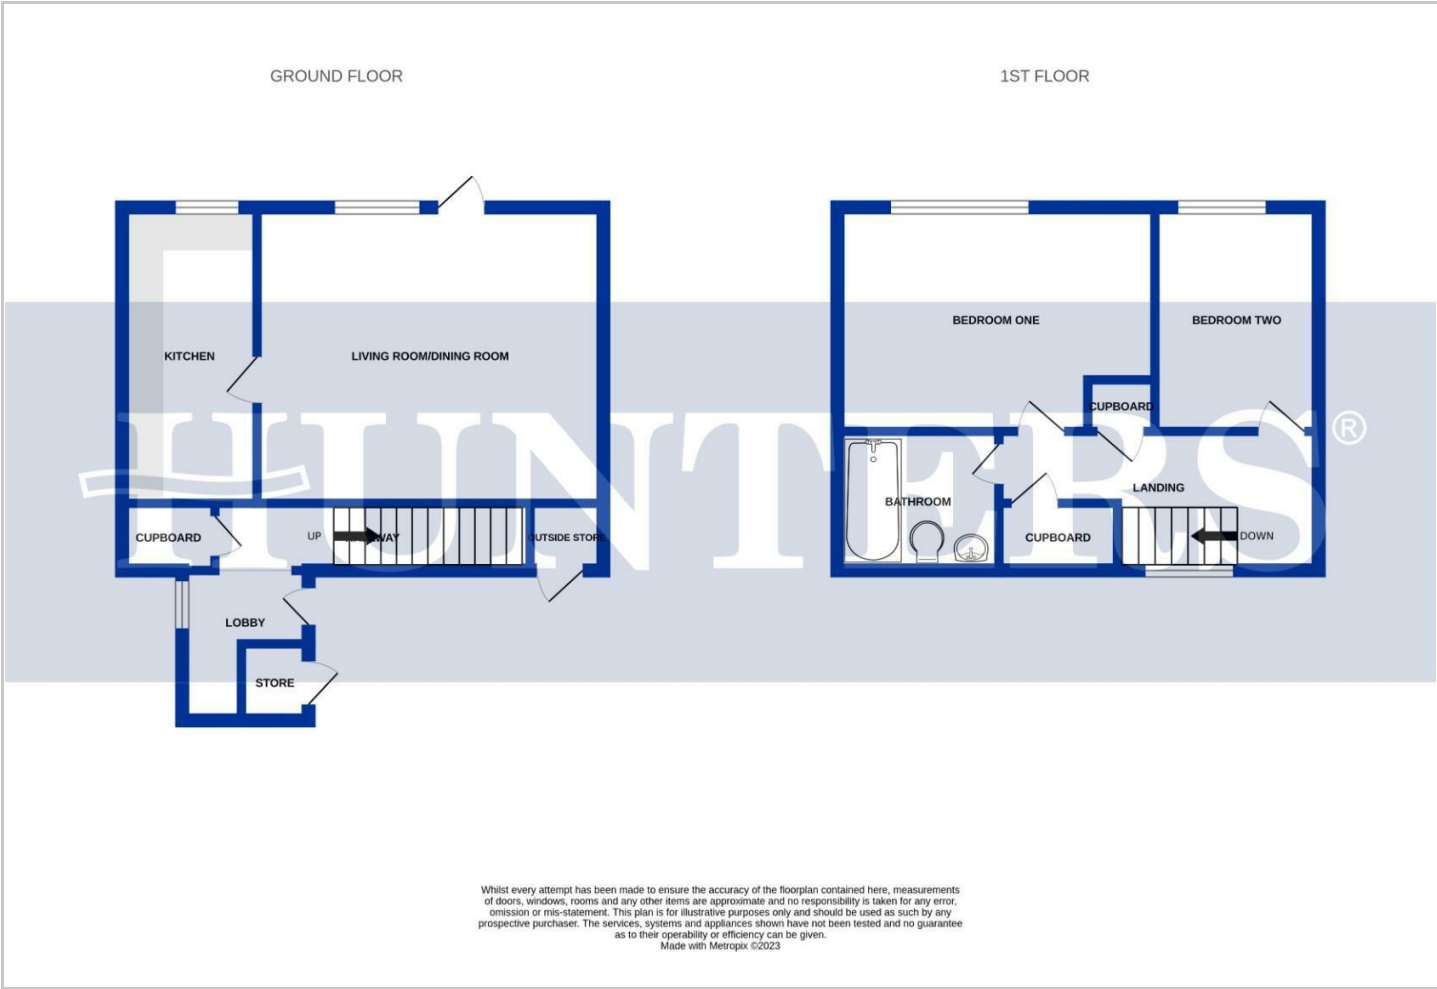 GROUND FLOOR
1ST FLOOR
KITCHEN
LIVING ROOM/DINING ROOM
CUPBOARD
UP
OUTSIDE STORE
LOBBY
STORE
BEDROOM ONE
BEDROOM TWO
CUPBOARD
BATHROOM
LANDING
CUPBOARD
DOWN
HUNTERS®
Whilst every attempt has been made to ensure the accuracy of the floorplan contained here, measurements
of doors, windows, rooms and any other items are approximate and no responsibility is taken for any error,
omission or mis-statement. This plan is for illustrative purposes only and should be used as such by any
prospective purchaser. The services, systems and appliances shown have not been tested and no guarantee
as to their operability or efficiency can be given.
Made with Metropix ©2023